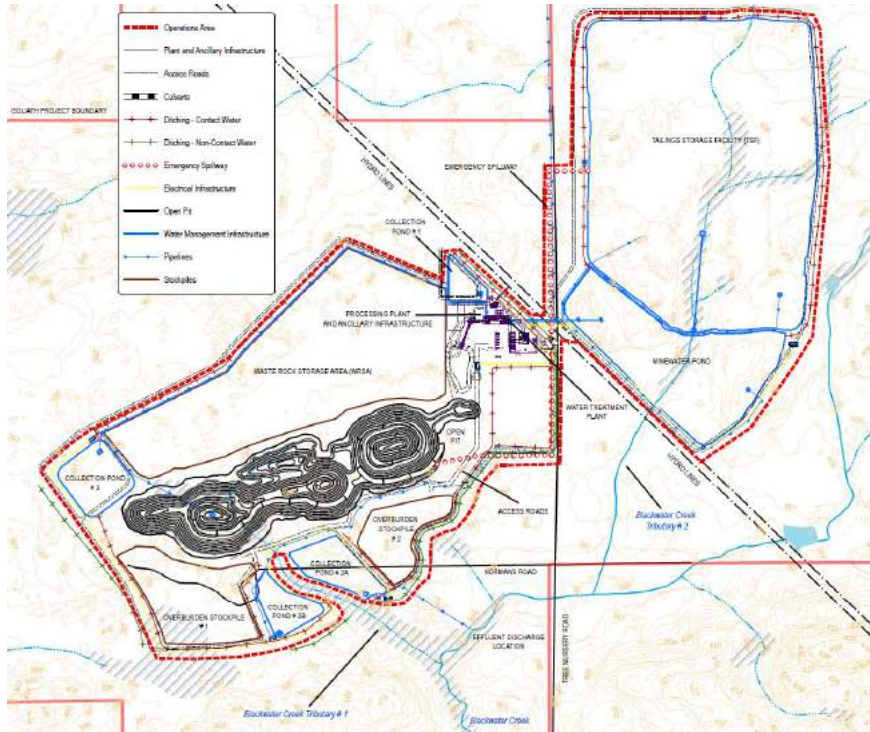 Operations Area
Plant and Ancillary Infrastructure
Access Roads
Culverts
Ditching - Contact Water
Ditching - Non-Contact Water
Emergency Spillway
Electrical Infrastructure
Open Pit
Water Management Infrastructure
Pipelines
Stockpiles
GOLIATH PROJECT BOUNDARY
HYDRO LINES
EMERGENCY SPILLWAY
TAILINGS STORAGE FACILITY (TSF)
COLLECTION
POND # 1
PROCESSING PLANT
AND ANCILLARY INFRASTRUCTURE
MINEWATER POND
WASTE ROCK STORAGE AREA (WRSA)
WATER TREATMENT
PLANT
OPEN
PIT
HYDRO LINES
COLLECTION POND
ACCESS ROADS
Blackwater Creek
Tributary # 2
OVERBURDEN
STOCKPILE
# 2
COLLECTION
POND # 2A
NORMANS ROAD
OVERBURDEN STOCKPILE
# 1
COLLECTION
POND # 2B
EFFLUENT DISCHARGE
LOCATION
TREE NURSERY ROAD
Blackwater Creek Tributary # 1
Blackwater Creek